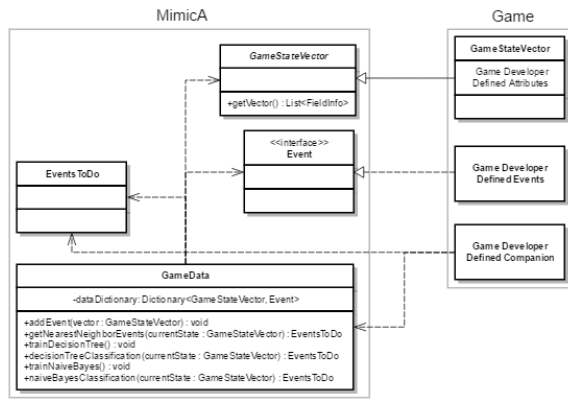 MimicA
Game
GameStateVector
+getVector() : List<FieldInfo>
GameStateVector
Game Developer
Defined Attributes
<<interface>>
Event
Game Developer
Defined Events
EventsToDo
Game Developer
Defined Companion
GameData
-dataDictionary: Dictionary<GameStateVector, Event>
+addEvent(vector : GameStateVector) : void
+getNearestNeighborEvents(currentState : GameStateVector) : EventsToDo
+trainDecisionTree() : void
+decisionTreeClassification(currentState : GameStateVector) : EventsToDo
+trainNaiveBayes() : void
+naiveBayesClassification(currentState : GameStateVector) : EventsToDo